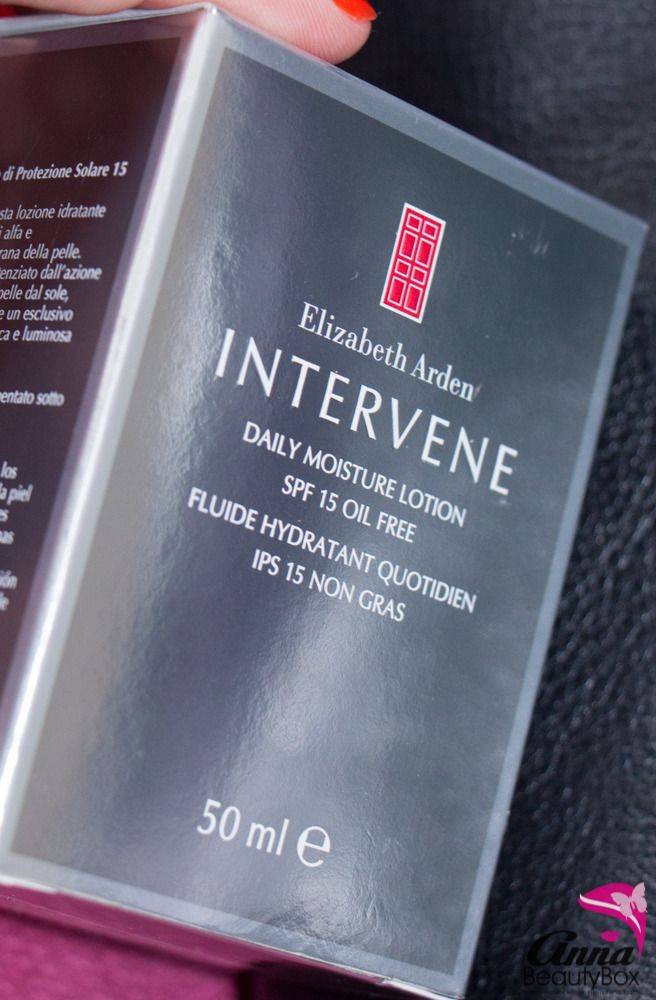 di Protezione Solare 15
sta lozione idratante
i alfa e
rana della pelle.
enziato dall'azione
pelle dal sole,
e un esclusivo
ca e luminosa
entato sotto
los
la piel
Elizabeth Arden
INTERVENE
DAILY MOISTURE LOTION
SPF 15 OIL FREE
FLUIDE HYDRATANT QUOTIDIEN
IPS 15 NON GRAS
50 ml e
Anna
BeautyBox